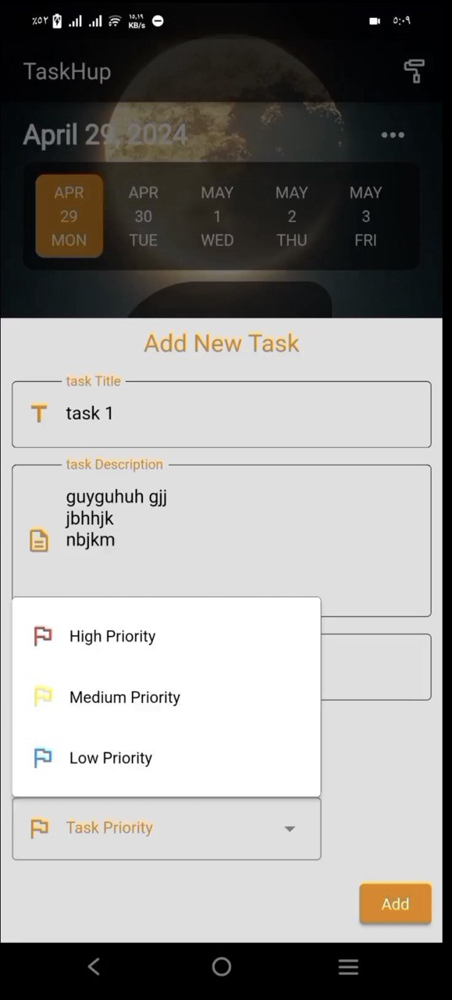 ٪٥٢
١٥,١٩
KB/s
٥:٠٩
TaskHup
April 29, 2024
APR APR MAY MAY MAY
29 30 1 2 3
MON TUE WED THU FRI
Add New Task
task Title
task 1
task Description
guyguhuh gjj
jbhhjk
nbjkm
High Priority
Medium Priority
Low Priority
Task Priority
Add